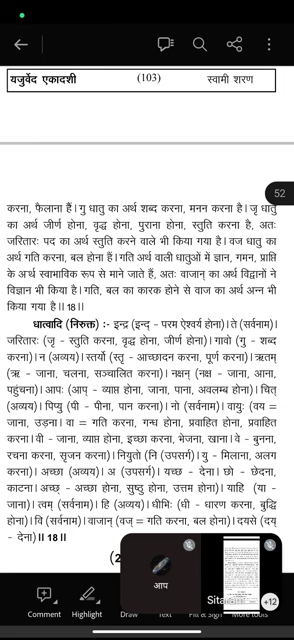 यजुर्वेद एकादशी (103) स्वामी शरण
52
करना, फैलाना हैं। गु धातु का अर्थ शब्द करना, मनन करना है। जृ धातु
का अर्थ जीर्ण होना, वृद्ध होना, पुराना होना, स्तुति करना है, अतः
जरितारः पद का अर्थ स्तुति करने वाले भी किया गया है। वज धातु का
अर्थ गति करना, बल होना हैं। गति अर्थ वाली धातुओं में ज्ञान, गमन, प्राप्ति
के अर्थ स्वाभाविक रूप से माने जाते हैं, अतः वाजान् का अर्थ विद्वानों ने
विज्ञान भी किया है। गति, बल का कारक होने से वाज का अर्थ अन्न भी
किया गया है।। 18।।
धात्वादि (निरुक्त) :- इन्द्र (इन्द् - परम ऐश्वर्य होना)। ते (सर्वनाम)।
जरितारः (जृ - स्तुति करना, वृद्ध होना, जीर्ण होना)। गावो (गु - शब्द
करना)। न (अव्यय)। स्तर्यो (स्तृ - आच्छादन करना, पूर्ण करना)। ऋतम्
(ऋ - जाना, चलना, सञ्चालित करना)। नक्षन् (नक्ष - जाना, आना,
पहुंचना)। आपः (आप् - व्याप्त होना, जाना, पाना, अवलम्ब होना)। चित्
(अव्यय)। पिप्यु (पी - पीना, पान करना)। नो (सर्वनाम)। वायुः (वय =
जाना, उड़ना। वा = गति करना, गन्ध होना, प्रवाहित होना, प्रवाहित
करना। वी - जाना, व्याप्त होना, इच्छा करना, भेजना, खाना। वे - बुनना,
रचना करना, सृजन करना)। नियुतो (नि (उपसर्ग)। यु - मिलाना, अलग
करना)। अच्छा (अव्यय)। अ (उपसर्ग)। यच्छ - देना। छो - छेदना,
काटना। अच्छ् - अच्छा होना, सुष्ठु होना, उत्तम होना)। याहि (या -
जाना)। त्वम् (सर्वनाम)। हि (अव्यय)। धीभिः (धी - धारण करना, बुद्धि
होना)। वि (सर्वनाम)। वाजान् (वज् = गति करना, बल होना)। दयसे (दय्
- देना)।। 18।।
(2
आप
+12
Comment Highlight Draw Text Fill & Sign More tools